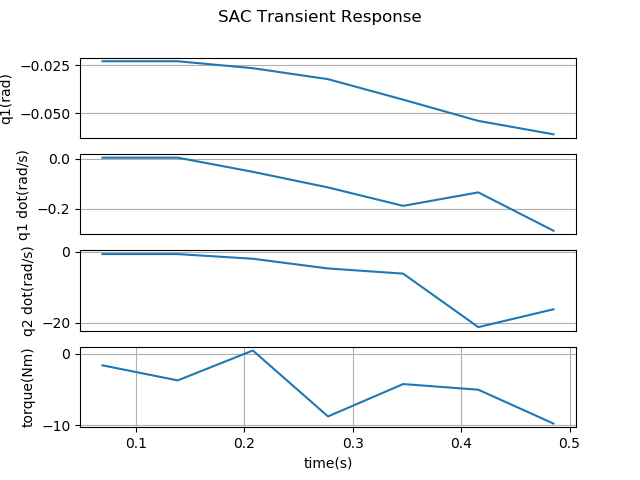 SAC Transient Response
q1(rad)
−0.025
−0.050
q1 dot(rad/s)
0.0
−0.2
q2 dot(rad/s)
0
−20
torque(Nm)
0
−10
0.1 0.2 0.3 0.4 0.5
time(s)